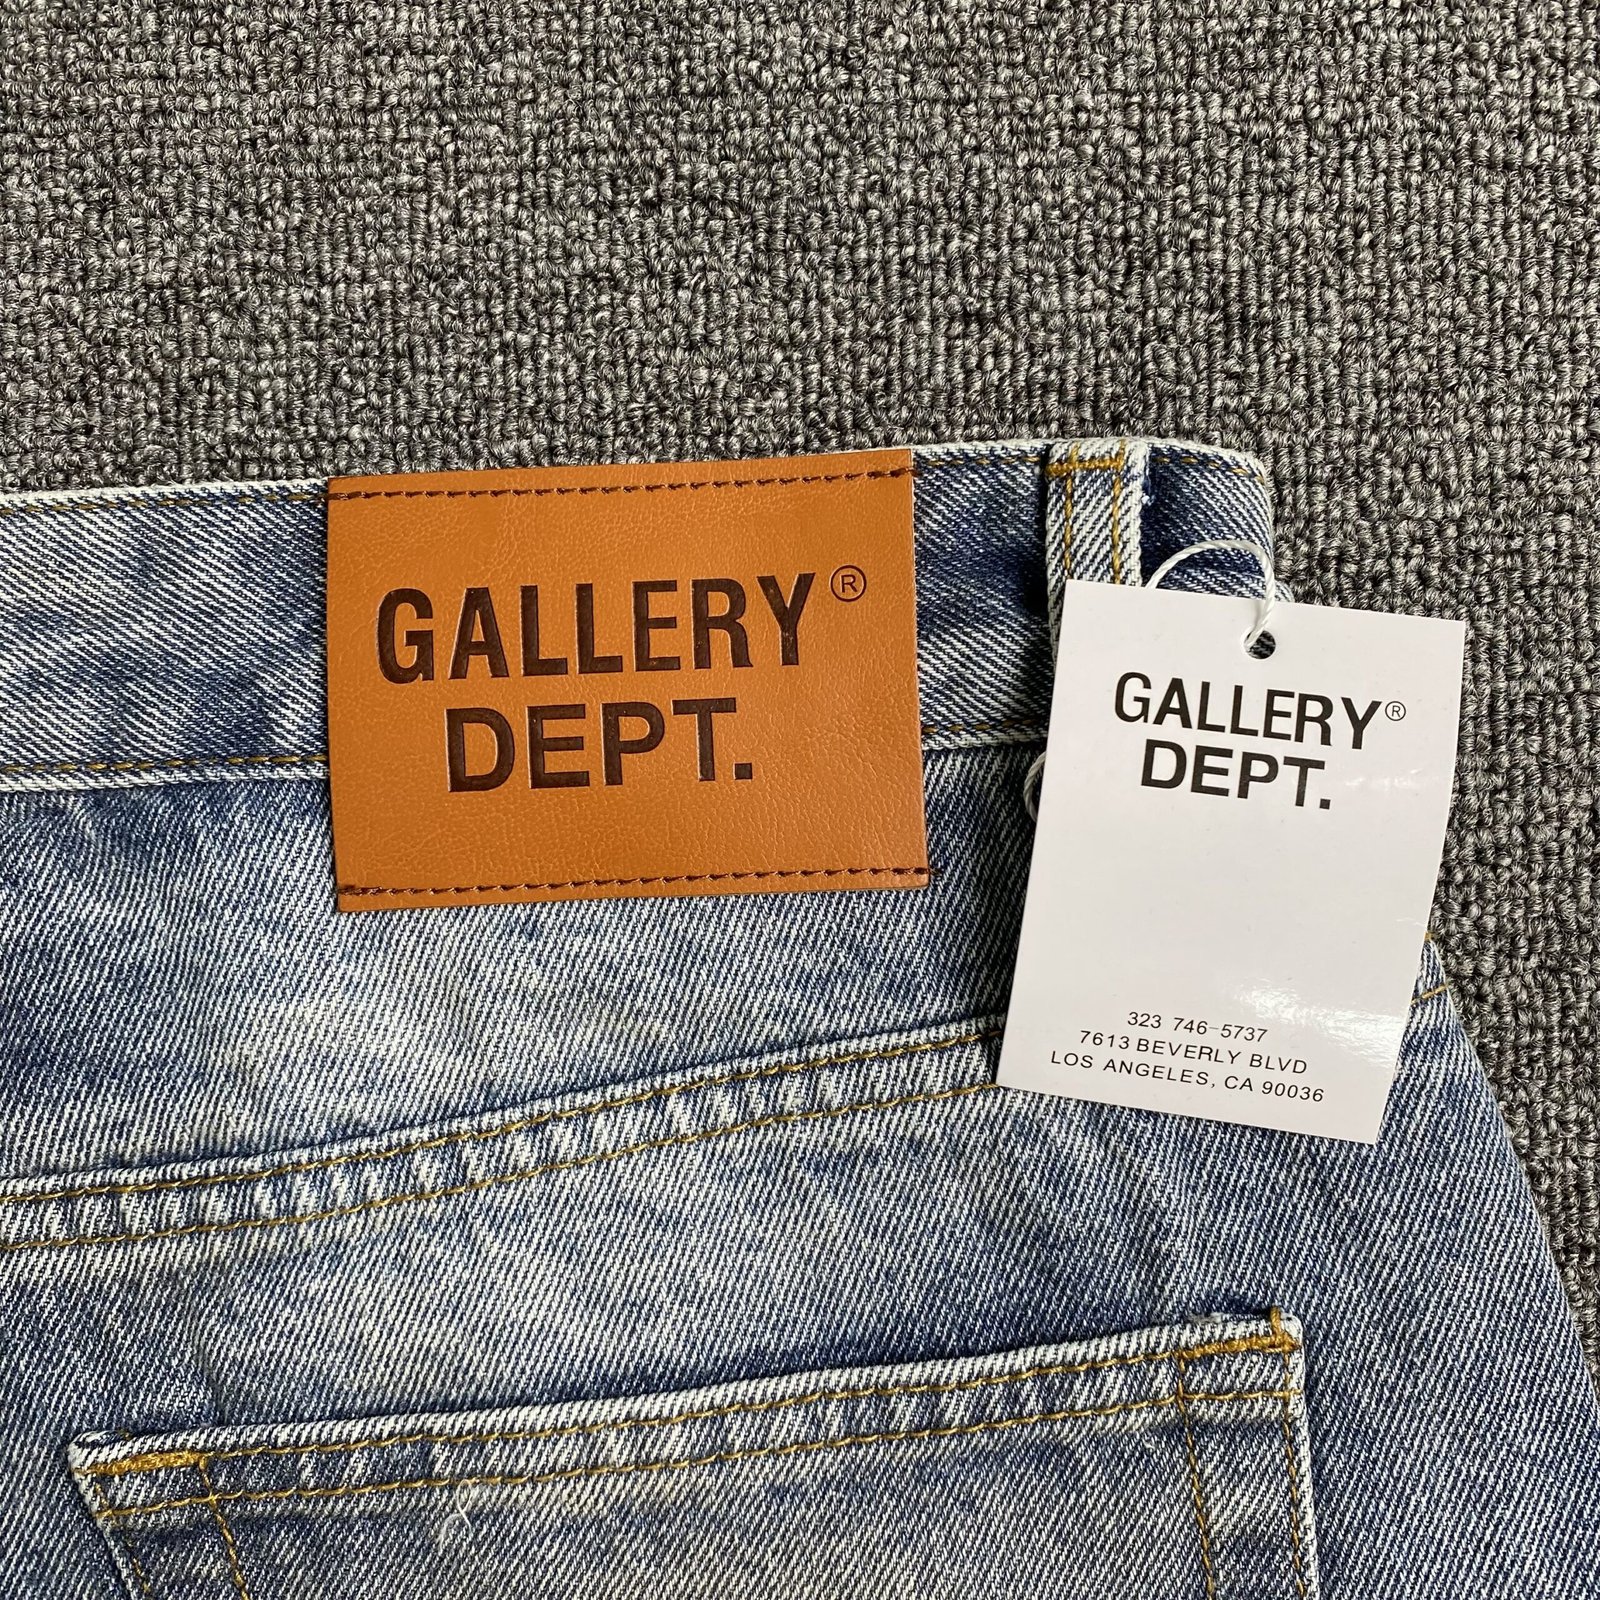 GALLERY®
DEPT.
GALLERY®
DEPT.
323 746-5737
7613 BEVERLY BLVD
LOS ANGELES, CA 90036